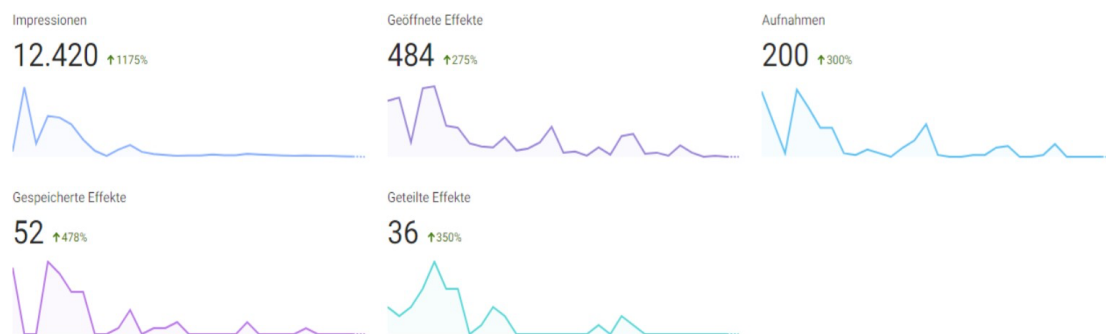 Impressionen
12.420 ↑1175%
Geöffnete Effekte
484 ↑275%
Aufnahmen
200 ↑300%
Gespeicherte Effekte
52 ↑478%
Geteilte Effekte
36 ↑350%